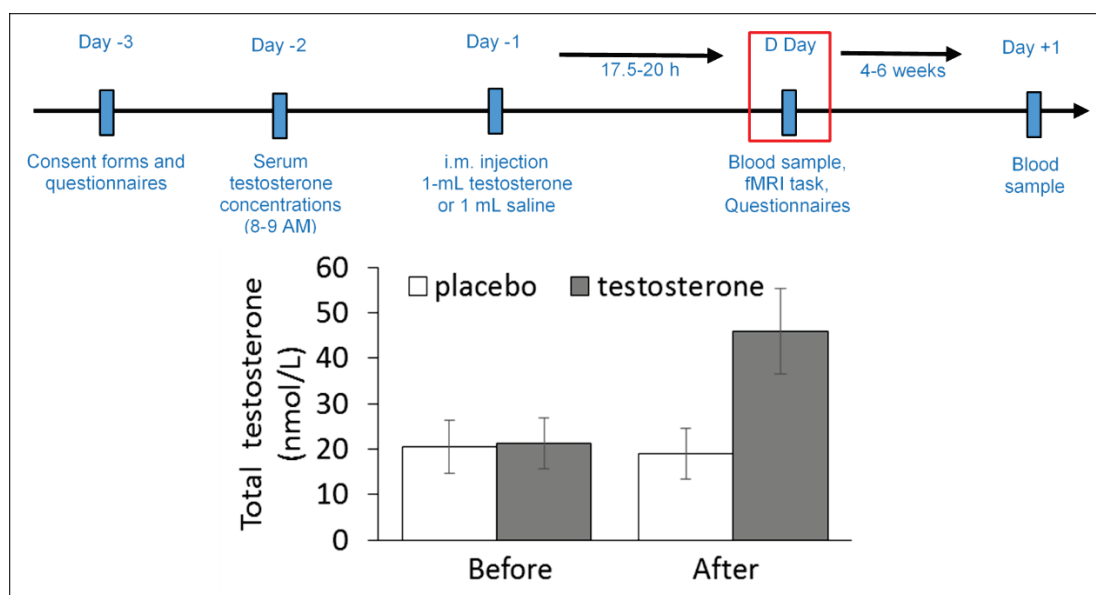 Day -3
Day -2
Day -1
D Day
Day +1
17.5-20 h
4-6 weeks
Consent forms and
questionnaires
Serum
testosterone
concentrations
(8-9 AM)
i.m. injection
1-mL testosterone
or 1 mL saline
Blood sample,
fMRI task,
Questionnaires
Blood
sample
Total testosterone
(nmol/L)
60
50
40
30
20
10
0
placebo
testosterone
Before
After